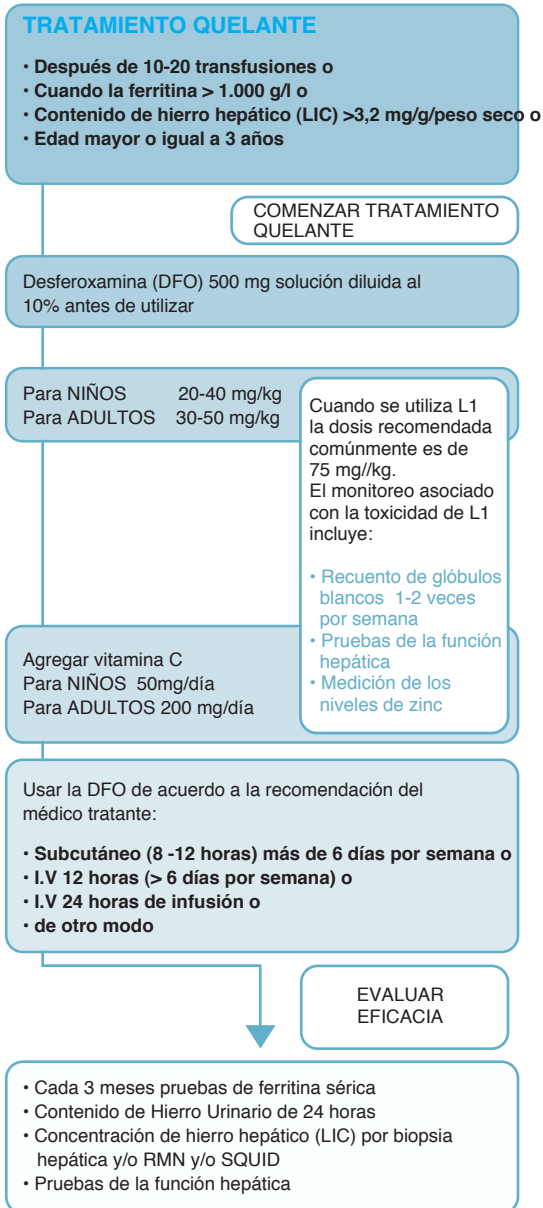 TRATAMIENTO QUELANTE
• Después de 10-20 transfusiones o
• Cuando la ferritina > 1.000 g/l o
• Contenido de hierro hepático (LIC) >3,2 mg/g/peso seco o
• Edad mayor o igual a 3 años
COMENZAR TRATAMIENTO
QUELANTE
Desferoxamina (DFO) 500 mg solución diluida al
10% antes de utilizar
Para NIÑOS 20-40 mg/kg
Para ADULTOS 30-50 mg/kg
Cuando se utiliza L1
la dosis recomendada
comúnmente es de
75 mg//kg.
El monitoreo asociado
con la toxicidad de L1
incluye:
• Recuento de glóbulos
blancos 1-2 veces
por semana
• Pruebas de la función
hepática
• Medición de los
niveles de zinc
Agregar vitamina C
Para NIÑOS 50mg/día
Para ADULTOS 200 mg/día
Usar la DFO de acuerdo a la recomendación del
médico tratante:
• Subcutáneo (8 -12 horas) más de 6 días por semana o
• I.V 12 horas (> 6 días por semana) o
• I.V 24 horas de infusión o
• de otro modo
EVALUAR
EFICACIA
• Cada 3 meses pruebas de ferritina sérica
• Contenido de Hierro Urinario de 24 horas
• Concentración de hierro hepático (LIC) por biopsia
hepática y/o RMN y/o SQUID
• Pruebas de la función hepática